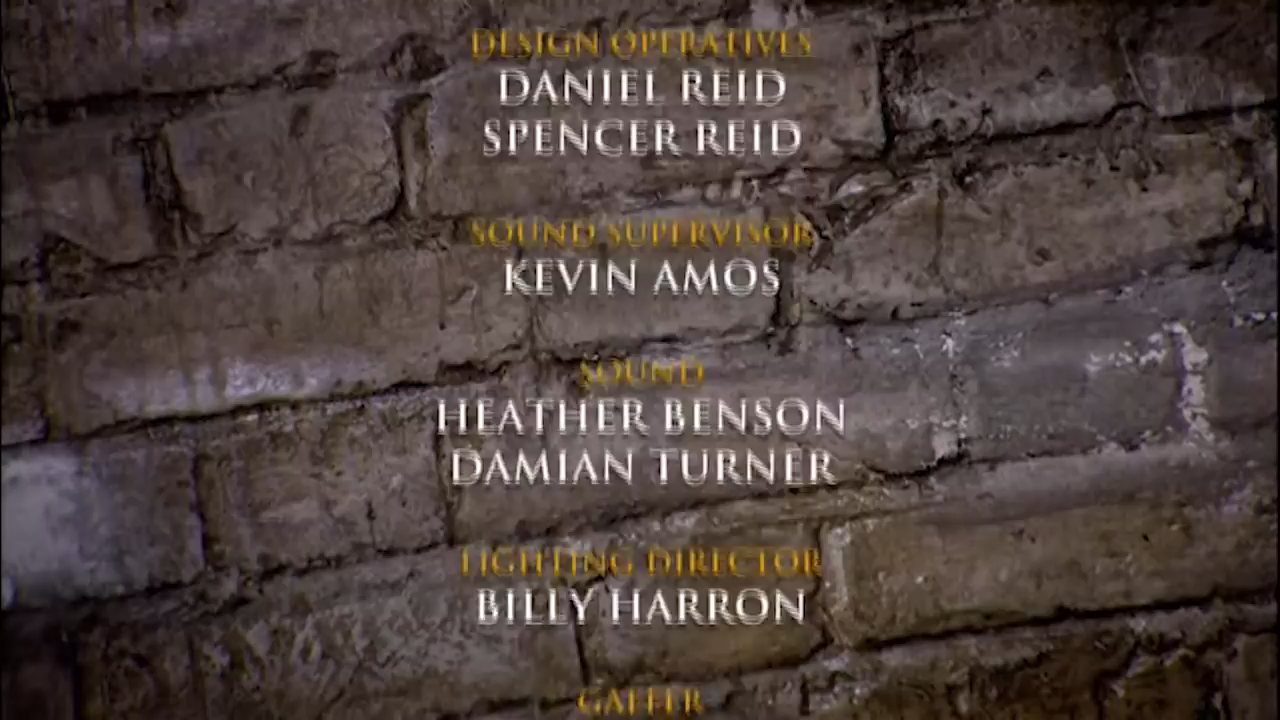 DESIGN OPERATIVES
DANIEL REID
SPENCER REID
SOUND SUPERVISOR
KEVIN AMOS
SOUND
HEATHER BENSON
DAMIAN TURNER
LIGHTING DIRECTOR
BILLY HARRON
GAFFER